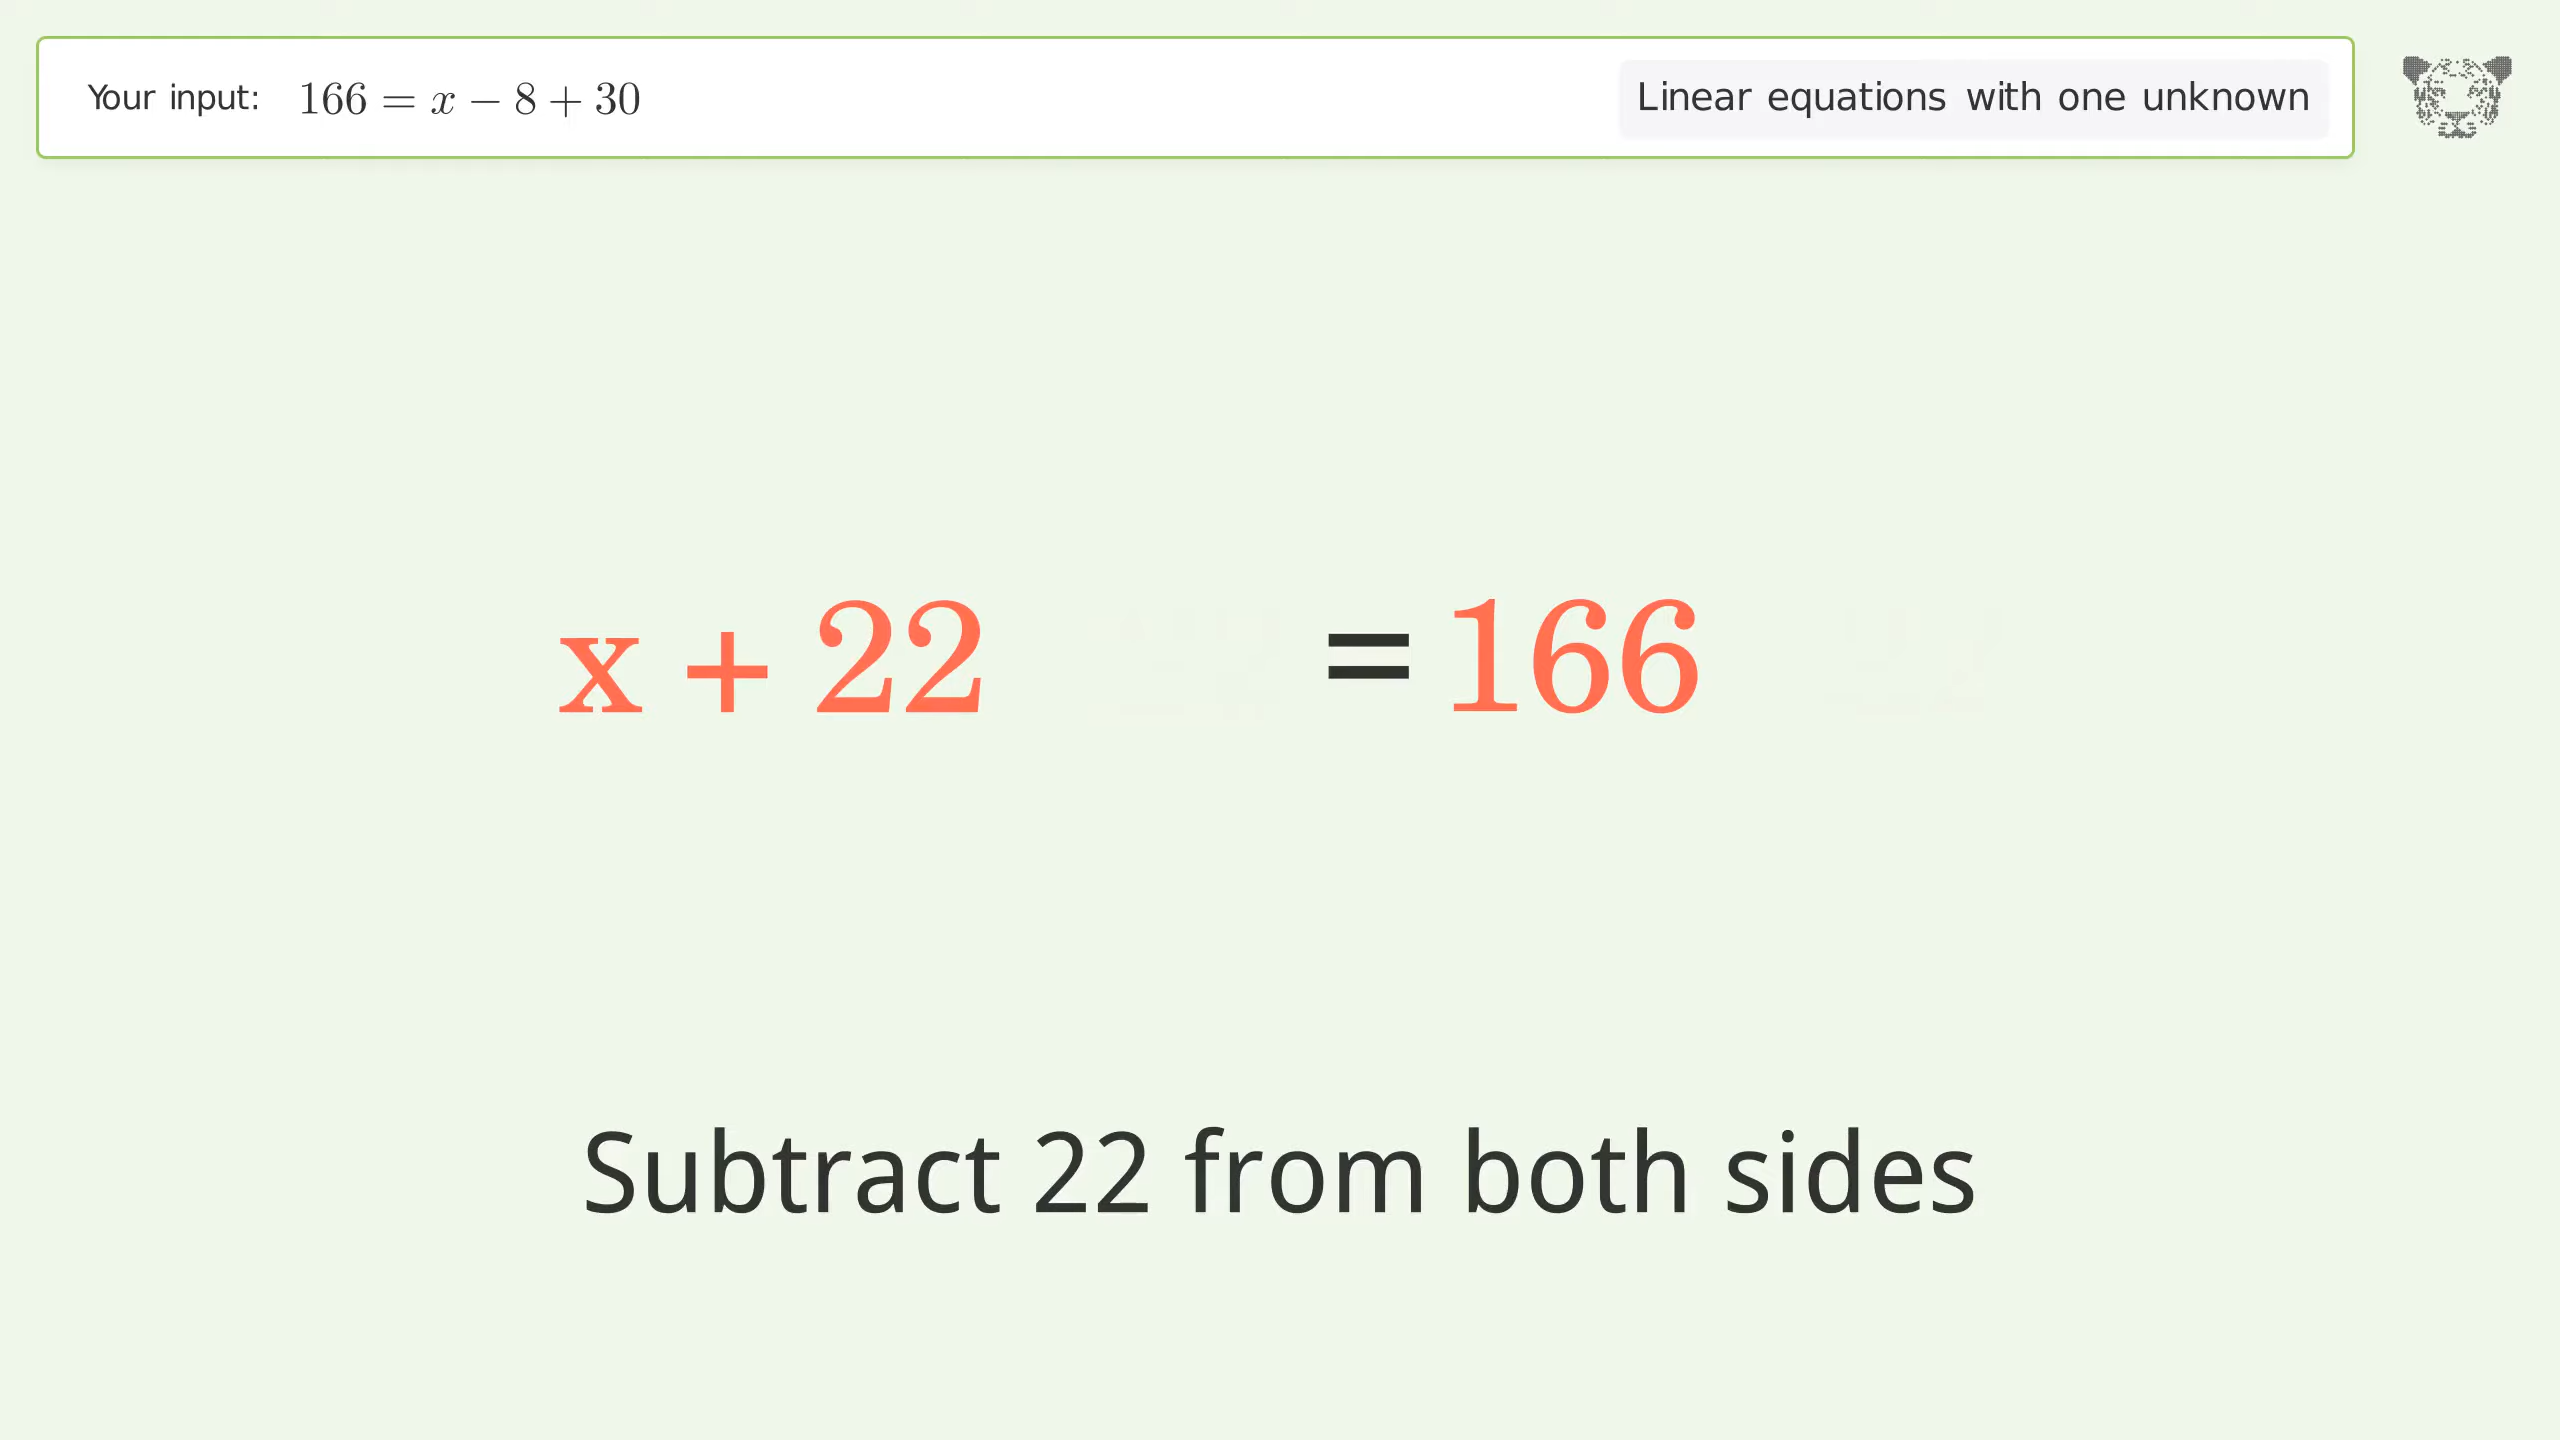 Your input: 166 = x − 8 + 30
Linear equations with one unknown
x + 22 = 166
Subtract 22 from both sides